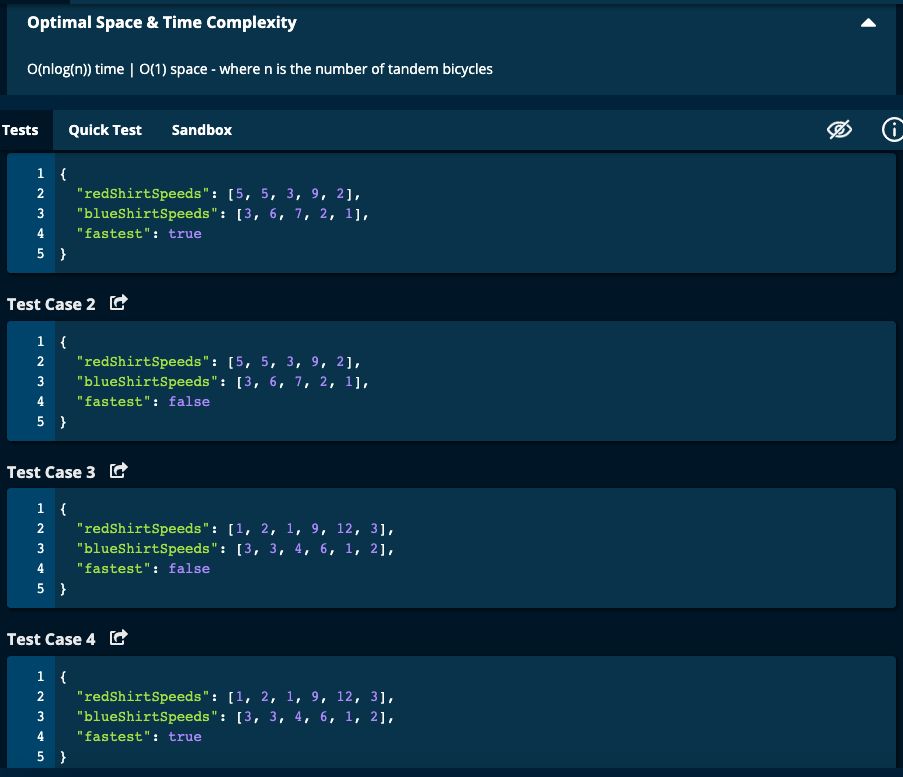 Optimal Space & Time Complexity
O(nlog(n)) time | O(1) space - where n is the number of tandem bicycles
Tests Quick Test Sandbox
1 {
2 "redShirtSpeeds": [5, 5, 3, 9, 2],
3 "blueShirtSpeeds": [3, 6, 7, 2, 1],
4 "fastest": true
5 }
Test Case 2
1 {
2 "redShirtSpeeds": [5, 5, 3, 9, 2],
3 "blueShirtSpeeds": [3, 6, 7, 2, 1],
4 "fastest": false
5 }
Test Case 3
1 {
2 "redShirtSpeeds": [1, 2, 1, 9, 12, 3],
3 "blueShirtSpeeds": [3, 3, 4, 6, 1, 2],
4 "fastest": false
5 }
Test Case 4
1 {
2 "redShirtSpeeds": [1, 2, 1, 9, 12, 3],
3 "blueShirtSpeeds": [3, 3, 4, 6, 1, 2],
4 "fastest": true
5 }